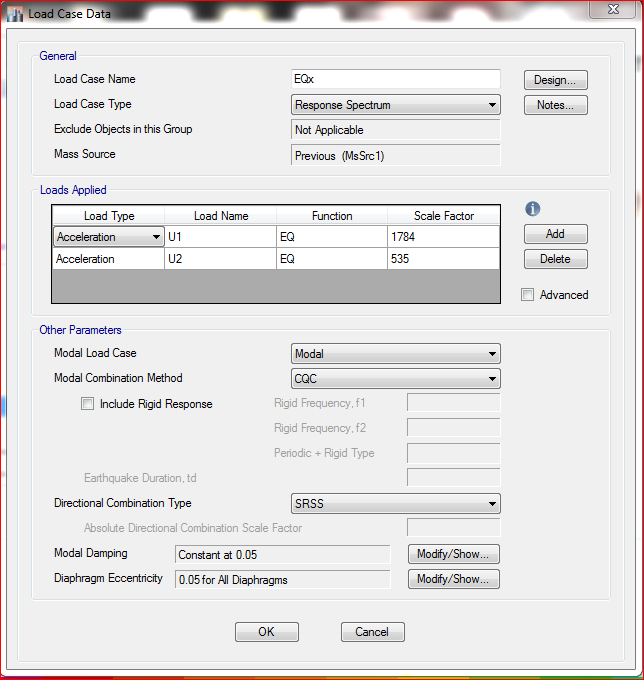 Load Case Data
General
Load Case Name EQx Design...
Load Case Type Response Spectrum Notes...
Exclude Objects in this Group Not Applicable
Mass Source Previous (MsSrc1)
Loads Applied
Load Type Load Name Function Scale Factor
Acceleration U1 EQ 1784 Add
Acceleration U2 EQ 535 Delete
Advanced
Other Parameters
Modal Load Case Modal
Modal Combination Method CQC
Include Rigid Response Rigid Frequency, f1
Rigid Frequency, f2
Periodic + Rigid Type
Earthquake Duration, td
Directional Combination Type SRSS
Absolute Directional Combination Scale Factor
Modal Damping Constant at 0.05 Modify/Show...
Diaphragm Eccentricity 0.05 for All Diaphragms Modify/Show...
OK Cancel